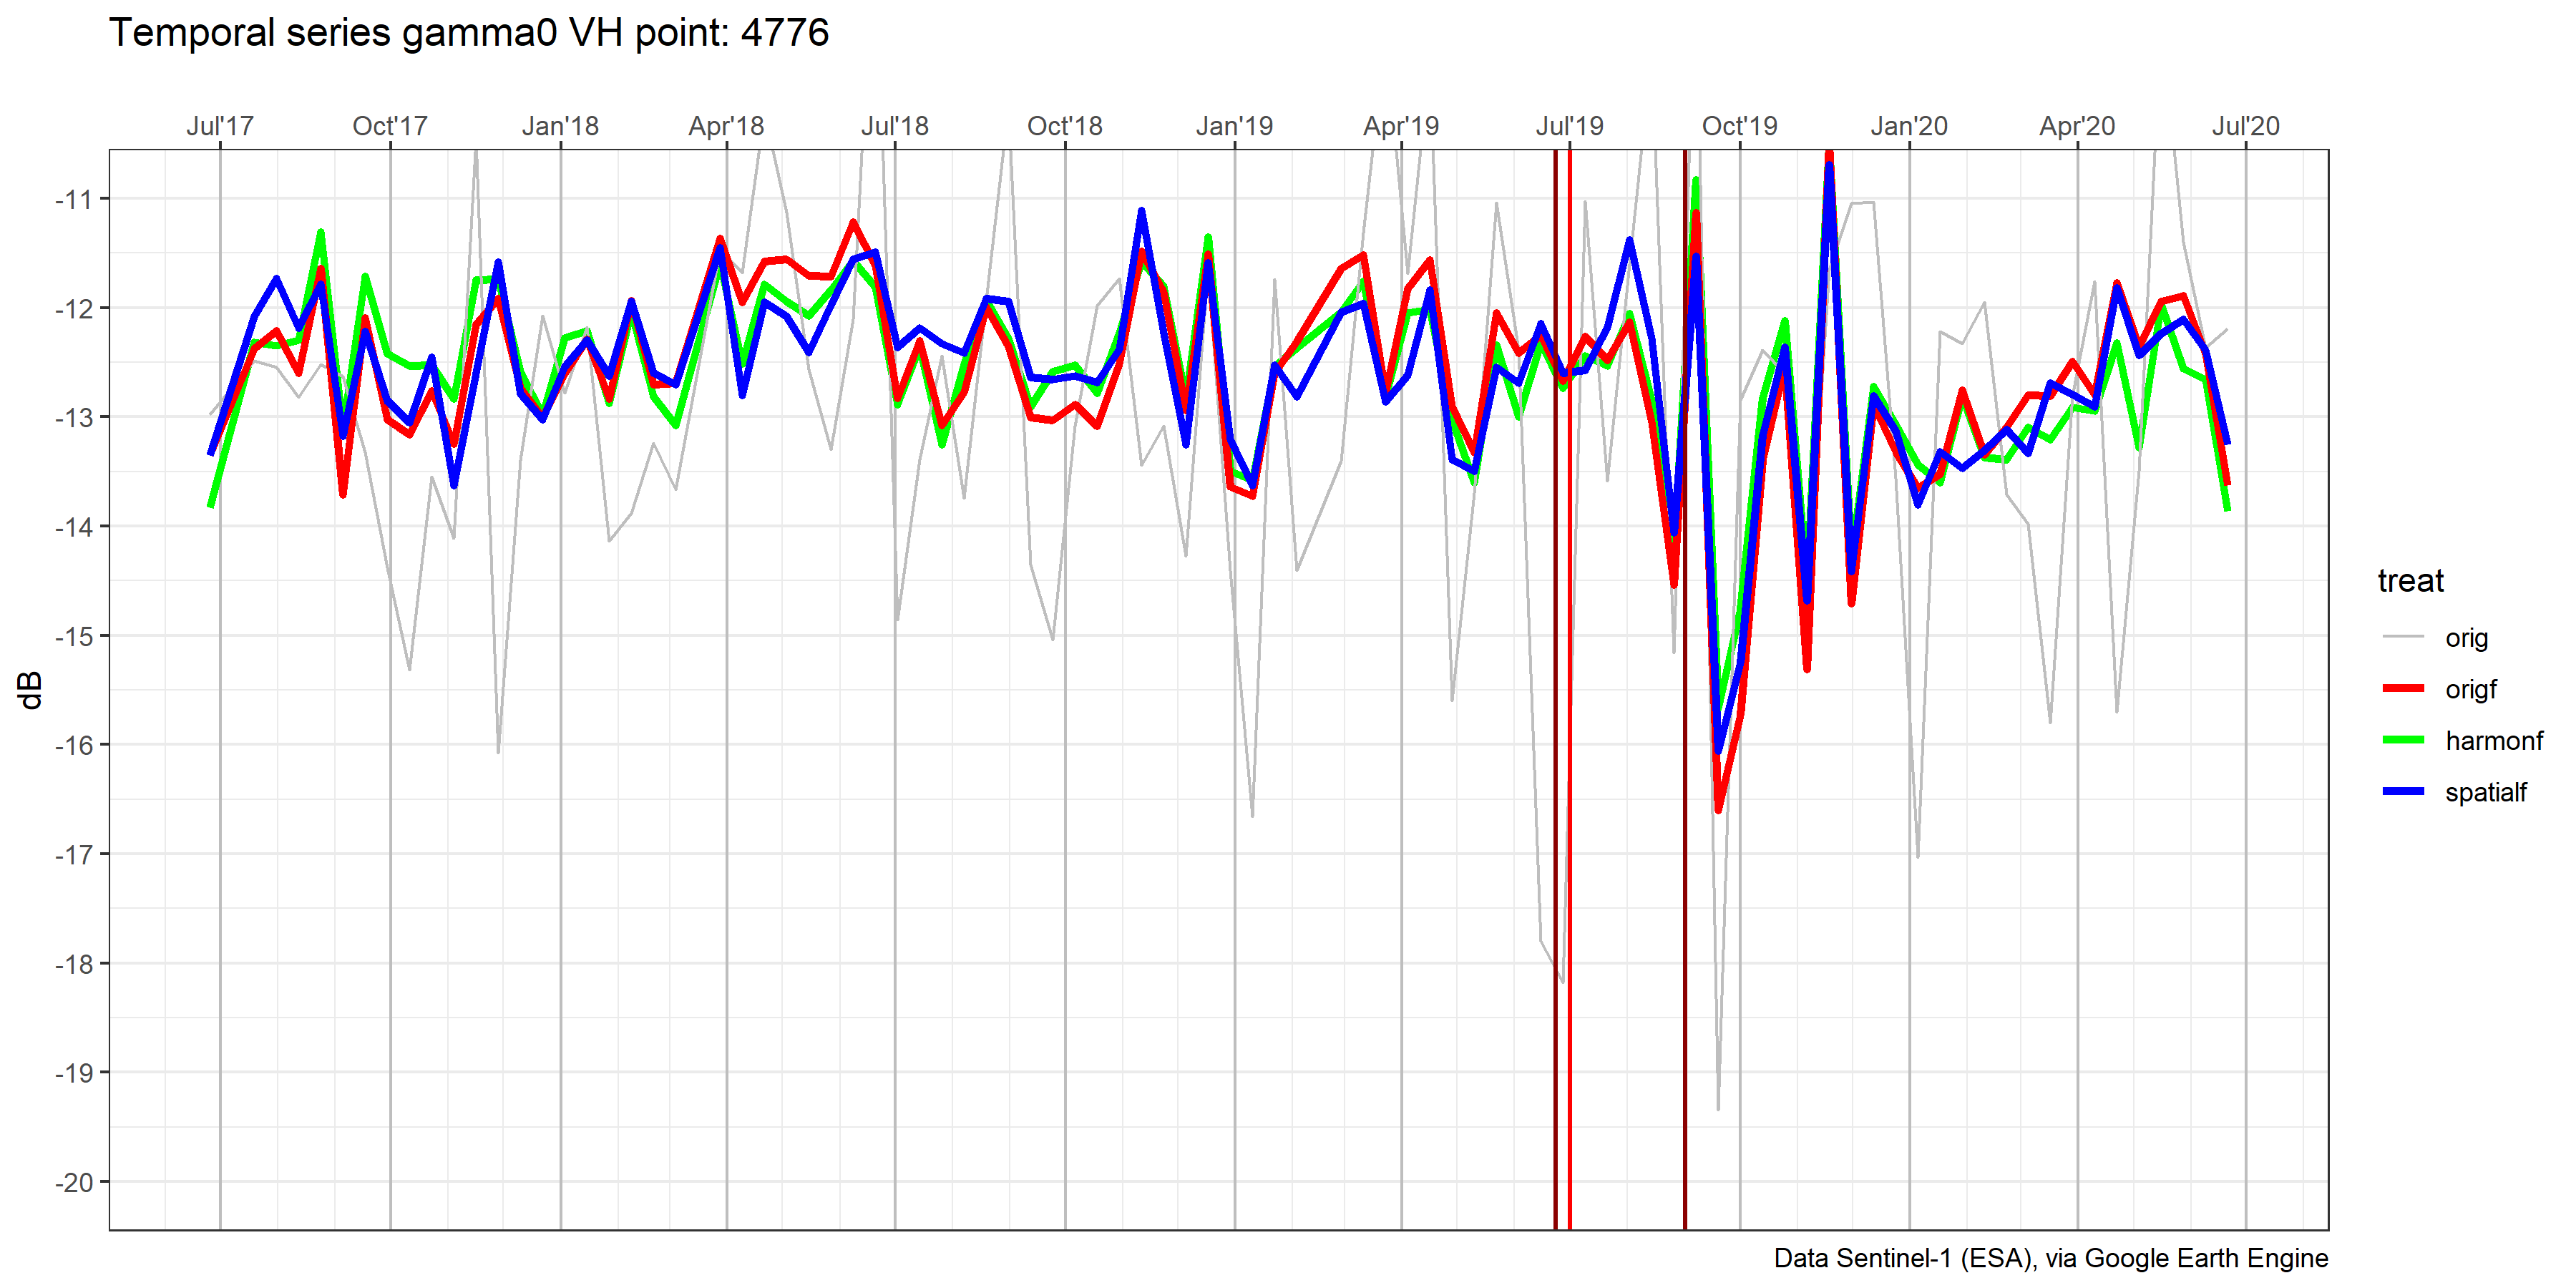 Temporal series gamma0 VH point: 4776
Jul'17 Oct'17 Jan'18 Apr'18 Jul'18 Oct'18 Jan'19 Apr'19 Jul'19 Oct'19 Jan'20 Apr'20 Jul'20
-11
-12
-13
-14
-15
-16
-17
-18
-19
-20
dB
treat
orig
origf
harmonf
spatialf
Data Sentinel-1 (ESA), via Google Earth Engine